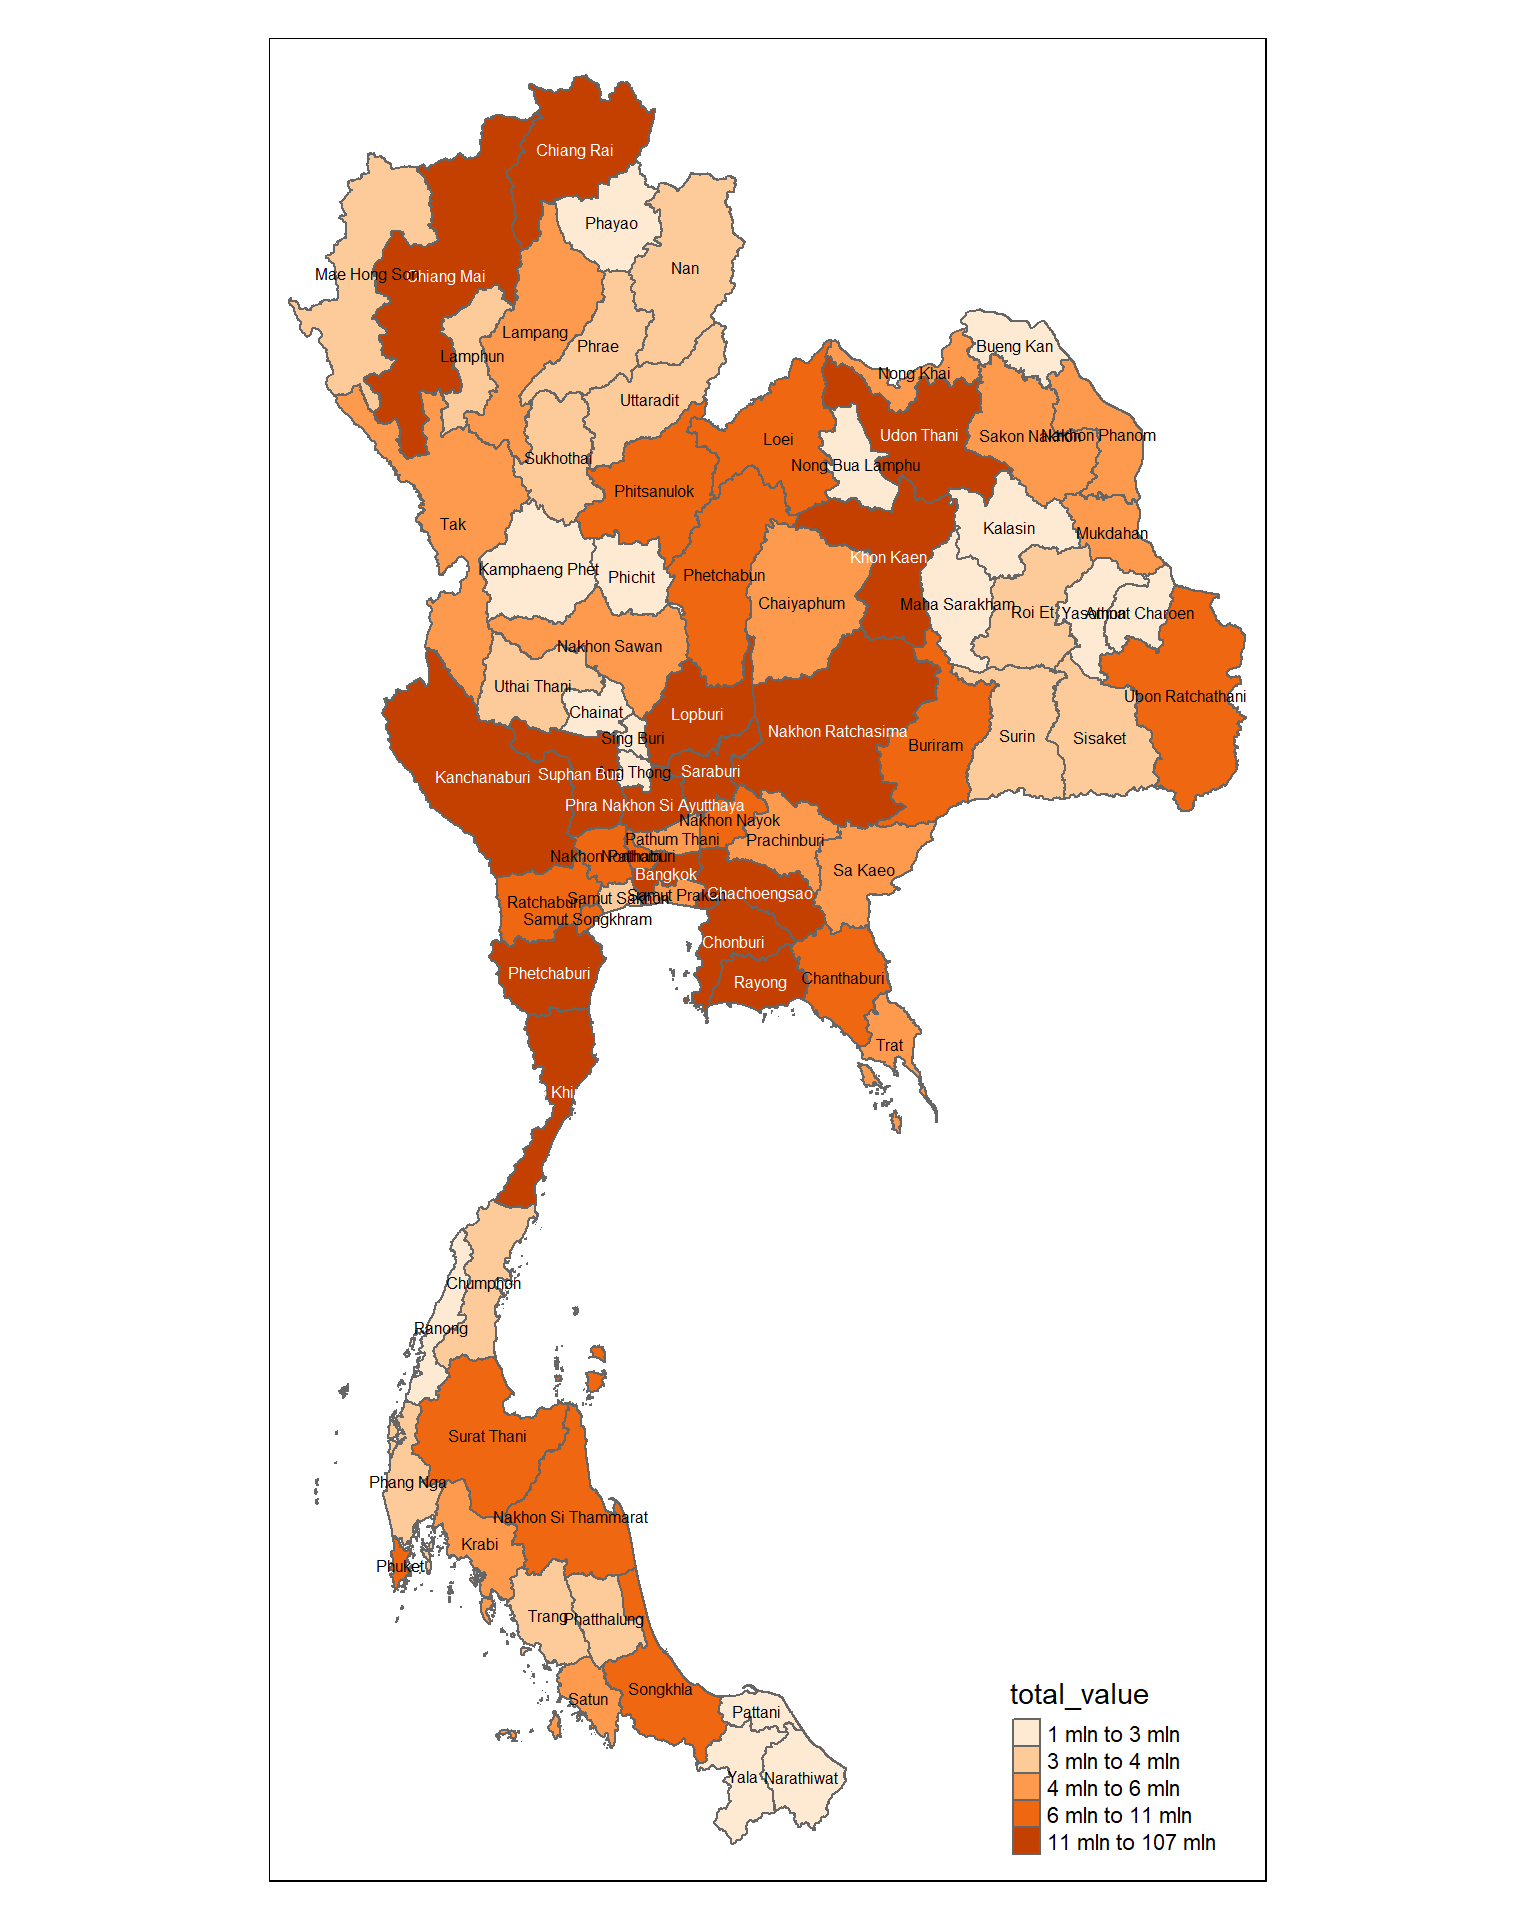 Chiang Rai
Phayao
Nan
Mae Hong Son
Chiang Mai
Lampang
Phrae
Lamphun
Bueng Kan
Nong Khai
Uttaradit
Loei
Udon Thani
Sakon Nakhon
Nakhon Phanom
Sukhothai
Nong Bua Lamphu
Phitsanulok
Tak
Kalasin
Mukdahan
Khon Kaen
Kamphaeng Phet
Phichit
Phetchabun
Chaiyaphum
Maha Sarakham
Roi Et
Yasothon
Amnat Charoen
Nakhon Sawan
Uthai Thani
Ubon Ratchathani
Chainat
Lopburi
Nakhon Ratchasima
Sing Buri
Surin
Sisaket
Buriram
Kanchanaburi
Suphan Buri
Ang Thong
Saraburi
Phra Nakhon Si Ayutthaya
Nakhon Nayok
Pathum Thani
Prachinburi
Nakhon Pathom
Nonthaburi
Sa Kaeo
Bangkok
Chachoengsao
Ratchaburi
Samut Sakhon
Samut Prakan
Samut Songkhram
Chonburi
Phetchaburi
Rayong
Chanthaburi
Trat
Khi
Chumphon
Ranong
Surat Thani
Phang Nga
Nakhon Si Thammarat
Krabi
Phuket
Trang
Phatthalung
Songkhla
Satun
Pattani
Yala
Narathiwat
total_value
1 mln to 3 mln
3 mln to 4 mln
4 mln to 6 mln
6 mln to 11 mln
11 mln to 107 mln